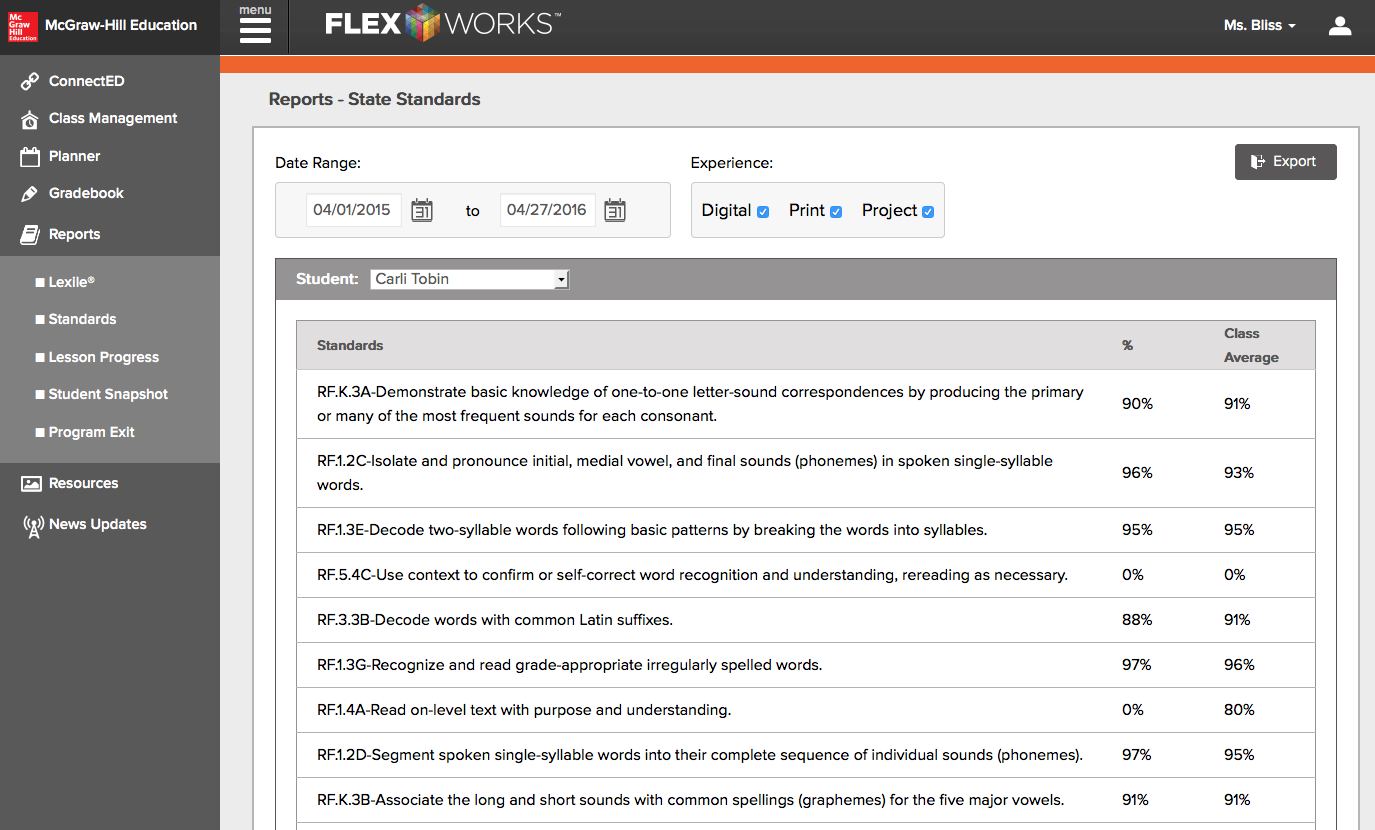 Mc
Graw
Hill
Education
McGraw-Hill Education
menu
FLEX WORKS™
Ms. Bliss
ConnectED
Class Management
Planner
Gradebook
Reports
Lexile®
Standards
Lesson Progress
Student Snapshot
Program Exit
Resources
News Updates
Reports - State Standards
Date Range:
Experience:
Export
04/01/2015 31 to 04/27/2016 31
Digital Print Project
Student: Carli Tobin
Standards % Class
Average
RF.K.3A-Demonstrate basic knowledge of one-to-one letter-sound correspondences by producing the primary
or many of the most frequent sounds for each consonant.
90% 91%
RF.1.2C-Isolate and pronounce initial, medial vowel, and final sounds (phonemes) in spoken single-syllable
words.
96% 93%
RF.1.3E-Decode two-syllable words following basic patterns by breaking the words into syllables. 95% 95%
RF.5.4C-Use context to confirm or self-correct word recognition and understanding, rereading as necessary. 0% 0%
RF.3.3B-Decode words with common Latin suffixes. 88% 91%
RF.1.3G-Recognize and read grade-appropriate irregularly spelled words. 97% 96%
RF.1.4A-Read on-level text with purpose and understanding. 0% 80%
RF.1.2D-Segment spoken single-syllable words into their complete sequence of individual sounds (phonemes). 97% 95%
RF.K.3B-Associate the long and short sounds with common spellings (graphemes) for the five major vowels. 91% 91%